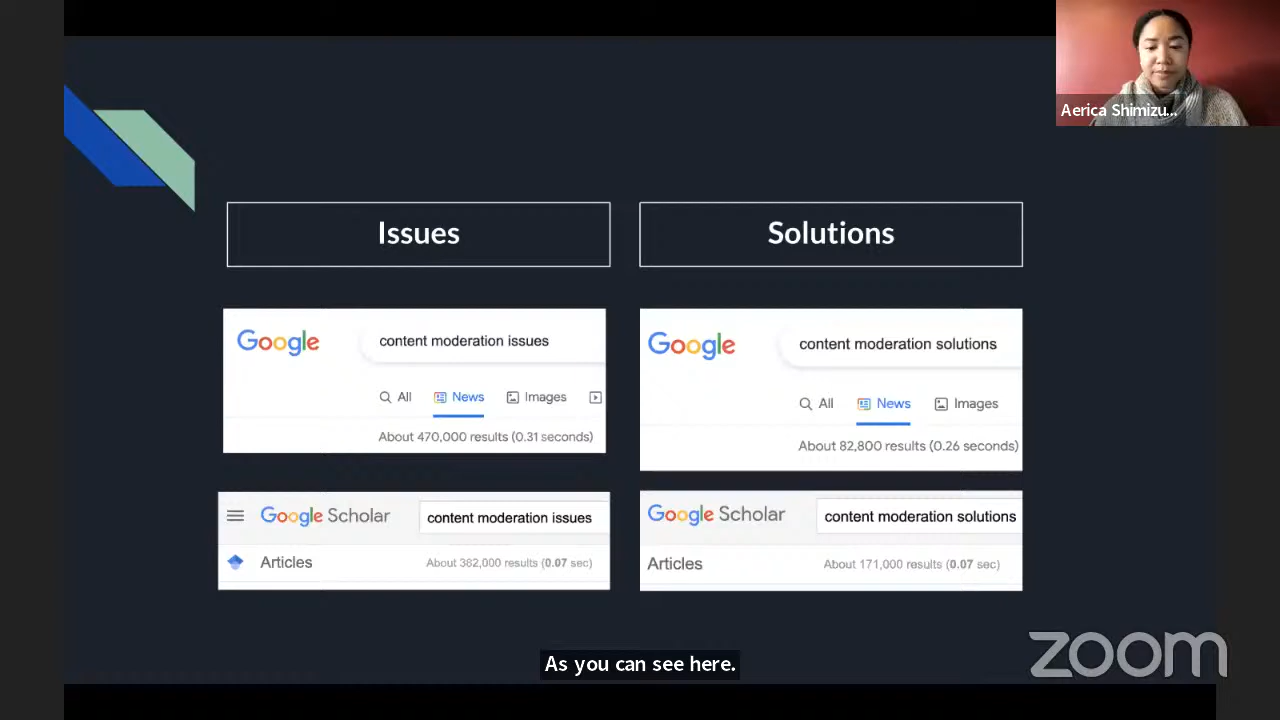 Aerica Shimizu...
Issues
Solutions
Google
content moderation issues
All
News
Images
About 470,000 results (0.31 seconds)
Google
content moderation solutions
All
News
Images
About 82,800 results (0.26 seconds)
Google Scholar
content moderation issues
Articles
About 382,000 results (0.07 sec)
Google Scholar
content moderation solutions
Articles
About 171,000 results (0.07 sec)
As you can see here.
zoom